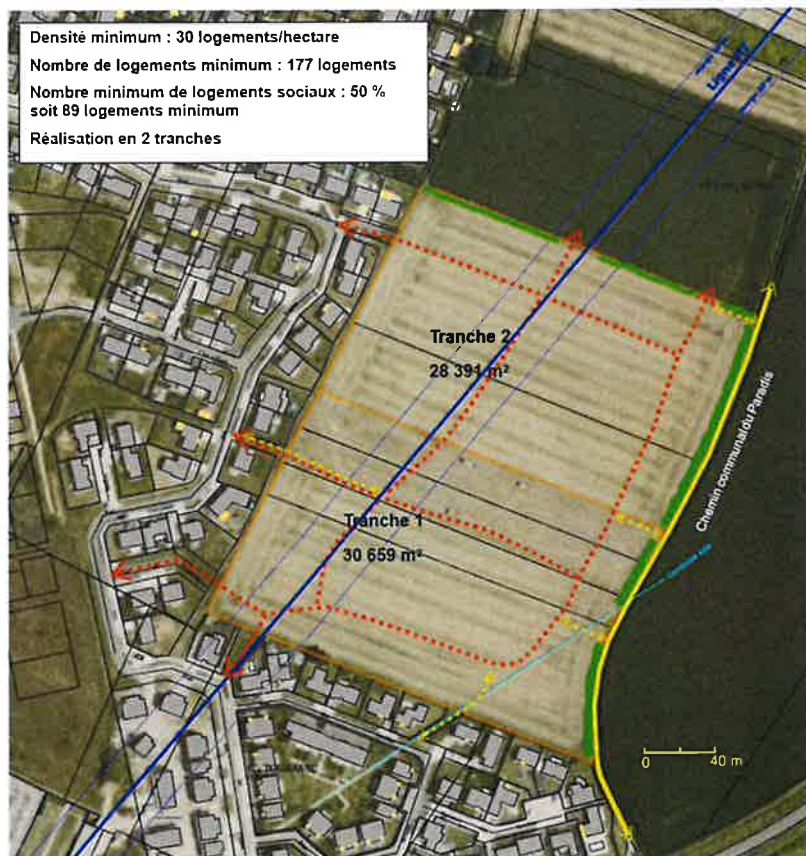 Densité minimum : 30 logements/hectare
Nombre de logements minimum : 177 logements
Nombre minimum de logements sociaux : 50 %
soit 89 logements minimum
Réalisation en 2 tranches
Ligne HT
Tranche 2
28 391 m²
Chemin communal du Paradis
Tranche 1
30 659 m²
0 40 m